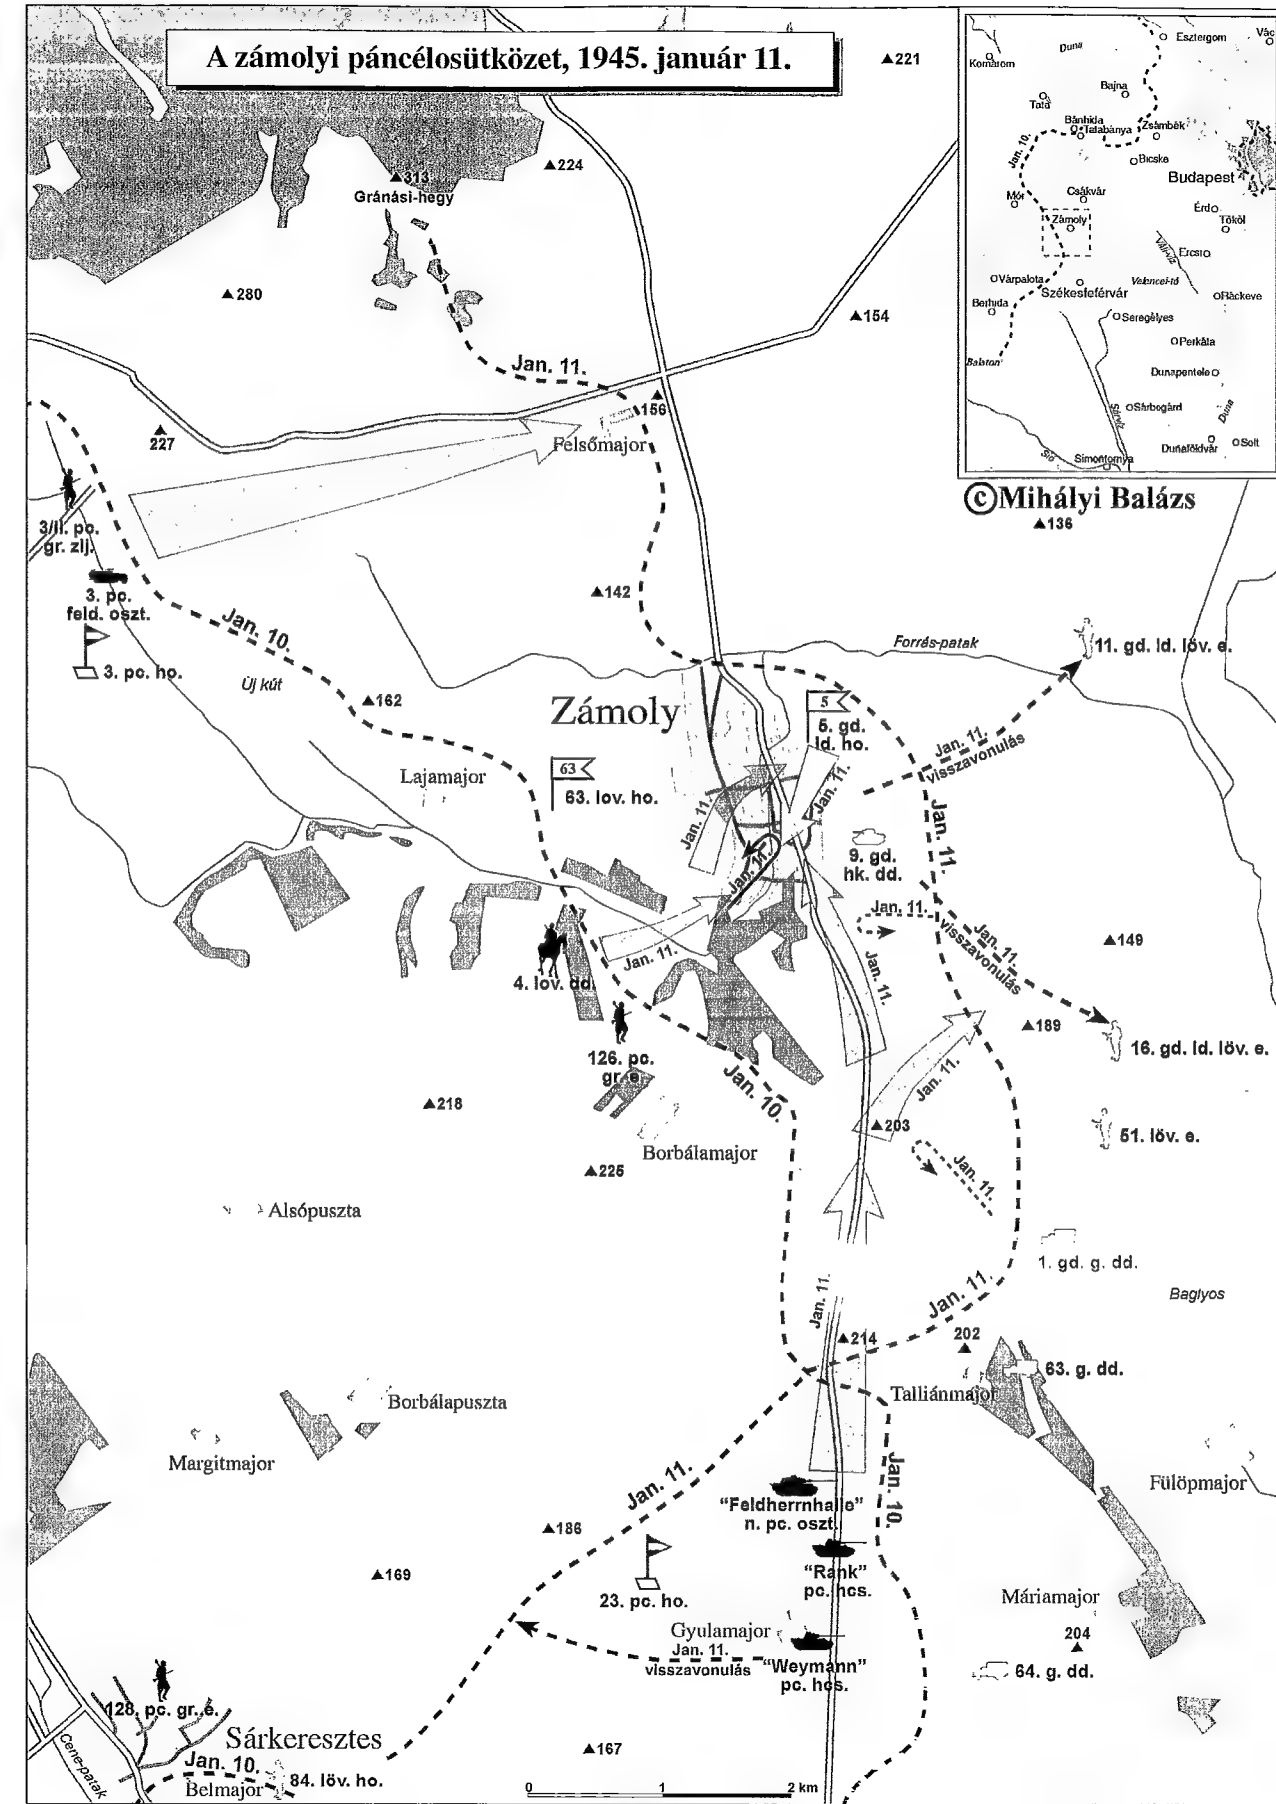 A zámolyi páncélosütközet, 1945. január 11.
221
224
313
Gránási-hegy
280
154
Jan. 11.
156
Felsőmajor
227
3/II. pc.
gr. zlj.
3. pc.
feld. oszt.
3. pc. ho.
Jan. 10.
Új kút
162
142
Komárom
Duna
Esztergom
Vác
Bajna
Tata
Bánhida
Tatabánya
Zsámbék
Jan. 10.
Bicske
Budapest
Mór
Csákvár
Zámoly
Érd
Tököl
Váli-víz
Ercsi
Várpalota
Velencei-tó
Székesfehérvár
Ráckeve
Berhida
Seregélyes
Perkáta
Balaton
Dunapentele
Sárbogárd
Sárvíz
Duna
Dunaföldvár
Solt
Sió
Simontornya
©Mihályi Balázs
136
Forrás-patak
11. gd. ld. löv. e.
Zámoly
5
5. gd.
ld. ho.
Jan. 11.
visszavonulás
63
63. lov. ho.
Lajamajor
Jan. 11.
Jan. 11.
Jan. 11.
Jan. 11.
9. gd.
hk. dd.
Jan. 11.
Jan. 11.
visszavonulás
149
4. lov. dd.
Jan. 11.
Jan. 11.
189
16. gd. ld. löv. e.
126. pc.
gr. e.
Jan. 10.
Jan. 11.
218
203
51. löv. e.
Borbálamajor
225
Jan. 11.
Alsópuszta
1. gd. g. dd.
Jan. 11.
Jan. 11.
Baglyos
214
202
63. g. dd.
Talliánmajor
Borbálapuszta
Margitmajor
Jan. 11.
Jan. 10.
Fülöpmajor
"Feldherrnhalle"
n. pc. oszt.
186
"Rank"
pc. hcs.
169
23. pc. ho.
Máriamajor
204
Gyulamajor
Jan. 11.
visszavonulás
"Weymann"
pc. hcs.
64. g. dd.
128. pc. gr. e.
Sárkeresztes
167
Cene-patak
Jan. 10.
Belmajor
84. löv. ho.
0 1 2 km